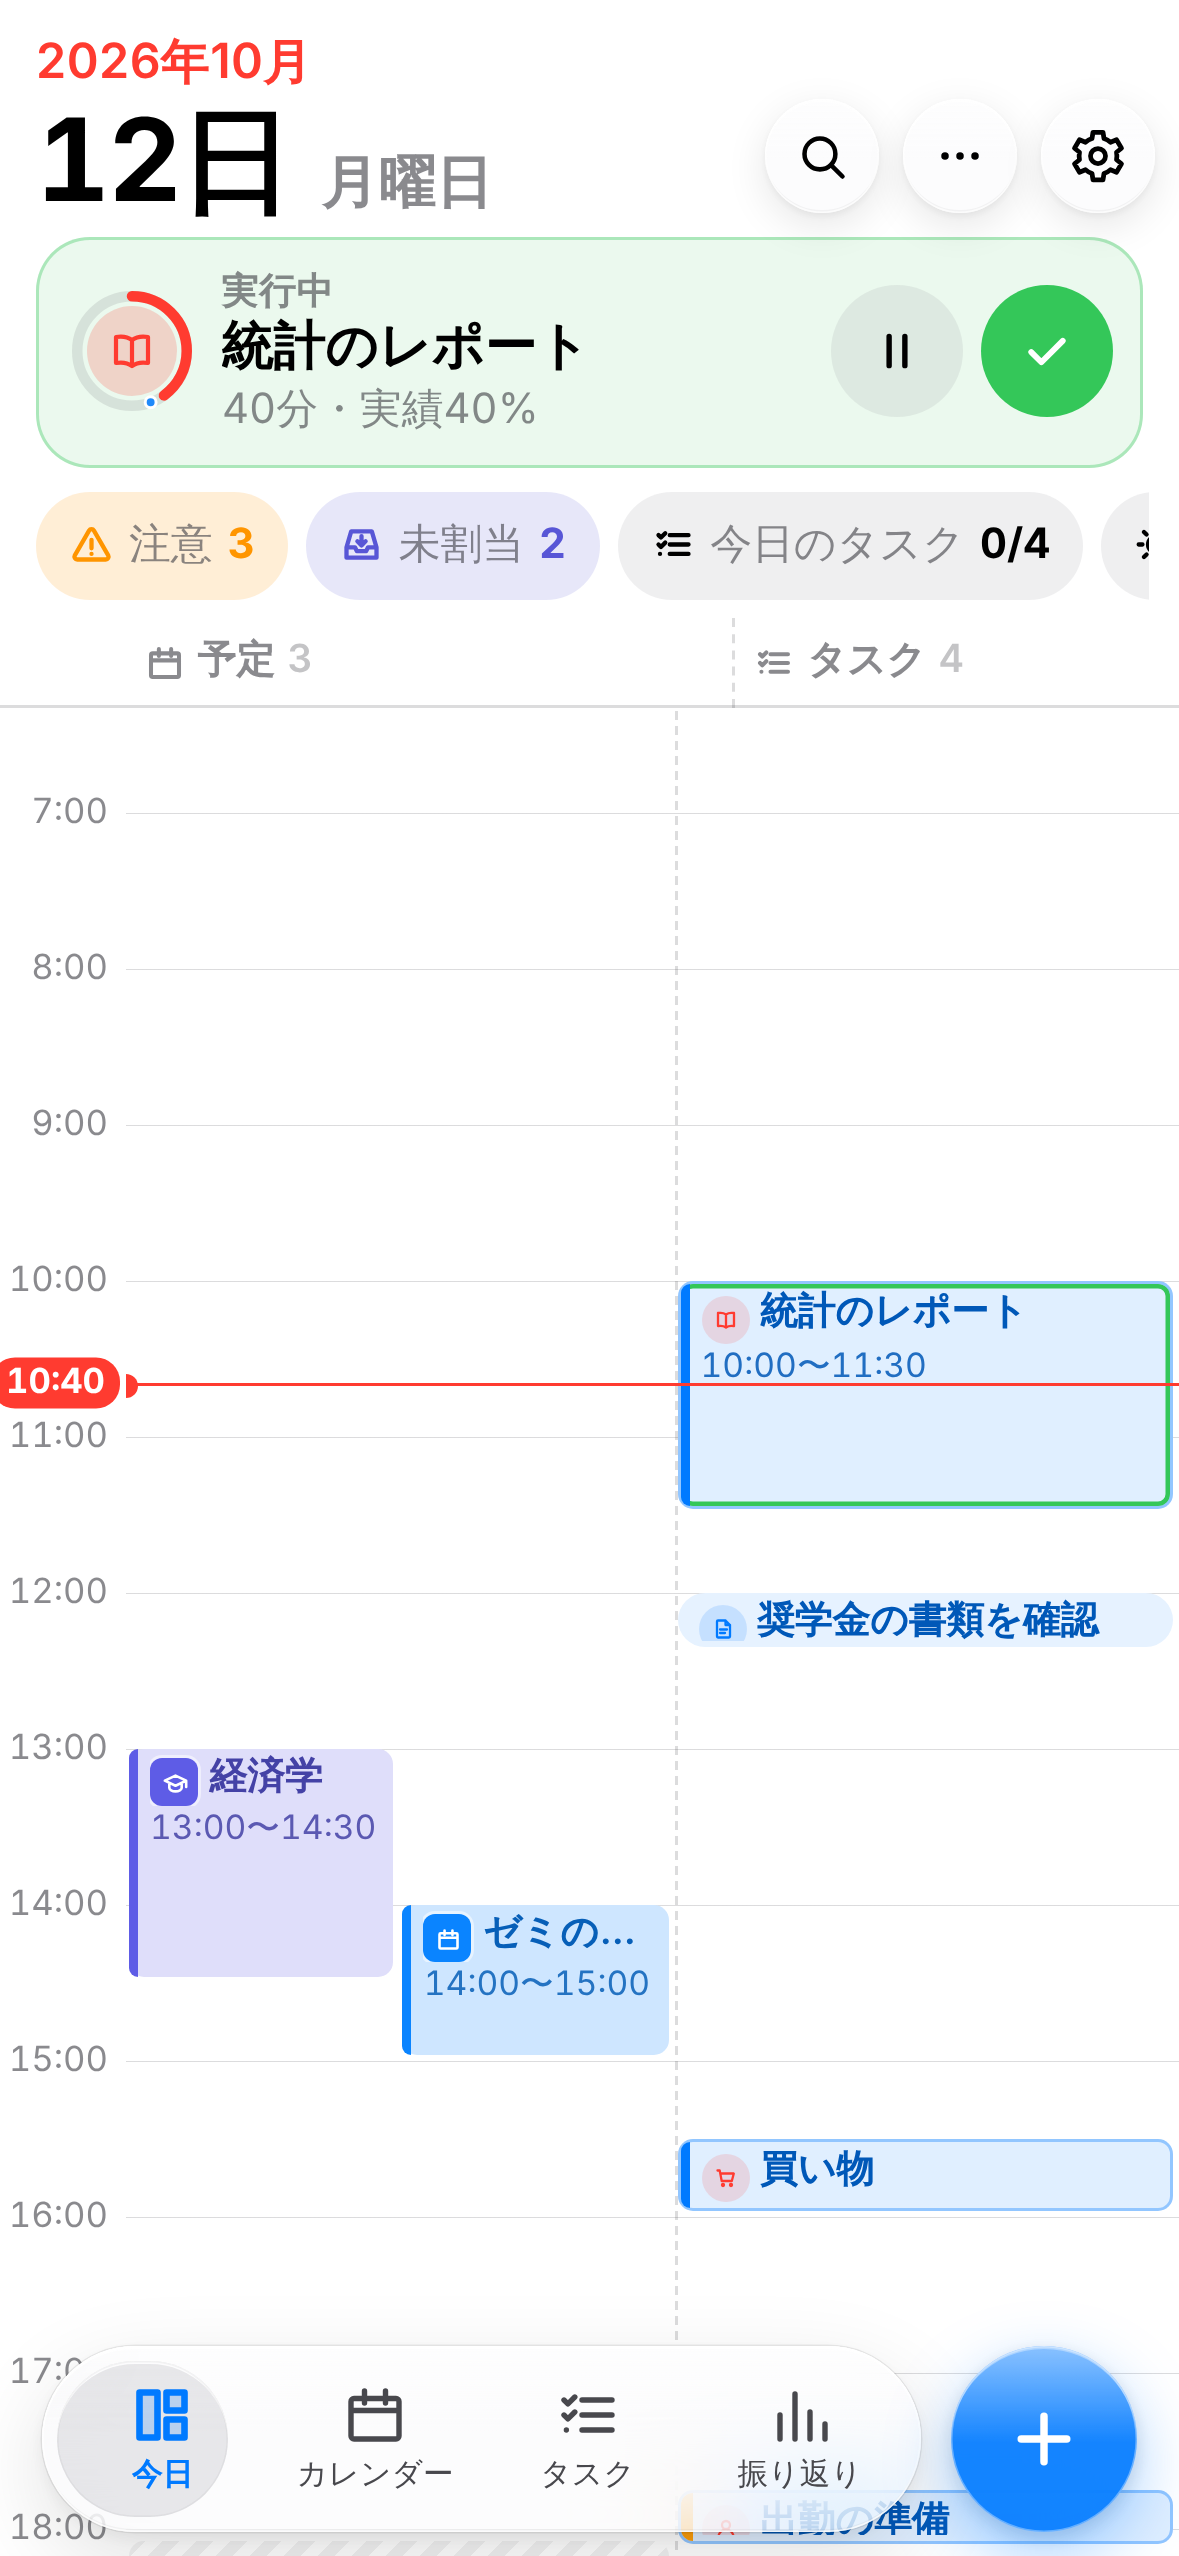 2026年10月
12日 月曜日
実行中
統計のレポート
40分・実績40%
注意 3
未割当 2
今日のタスク 0/4
予定 3
タスク 4
7:00
8:00
9:00
10:00
統計のレポート
10:00〜11:30
10:40
11:00
12:00
奨学金の書類を確認
13:00
経済学
13:00〜14:30
14:00
ゼミの…
14:00〜15:00
15:00
買い物
16:00
17:0
今日
カレンダー
タスク
振り返り
18:00
出勤の準備